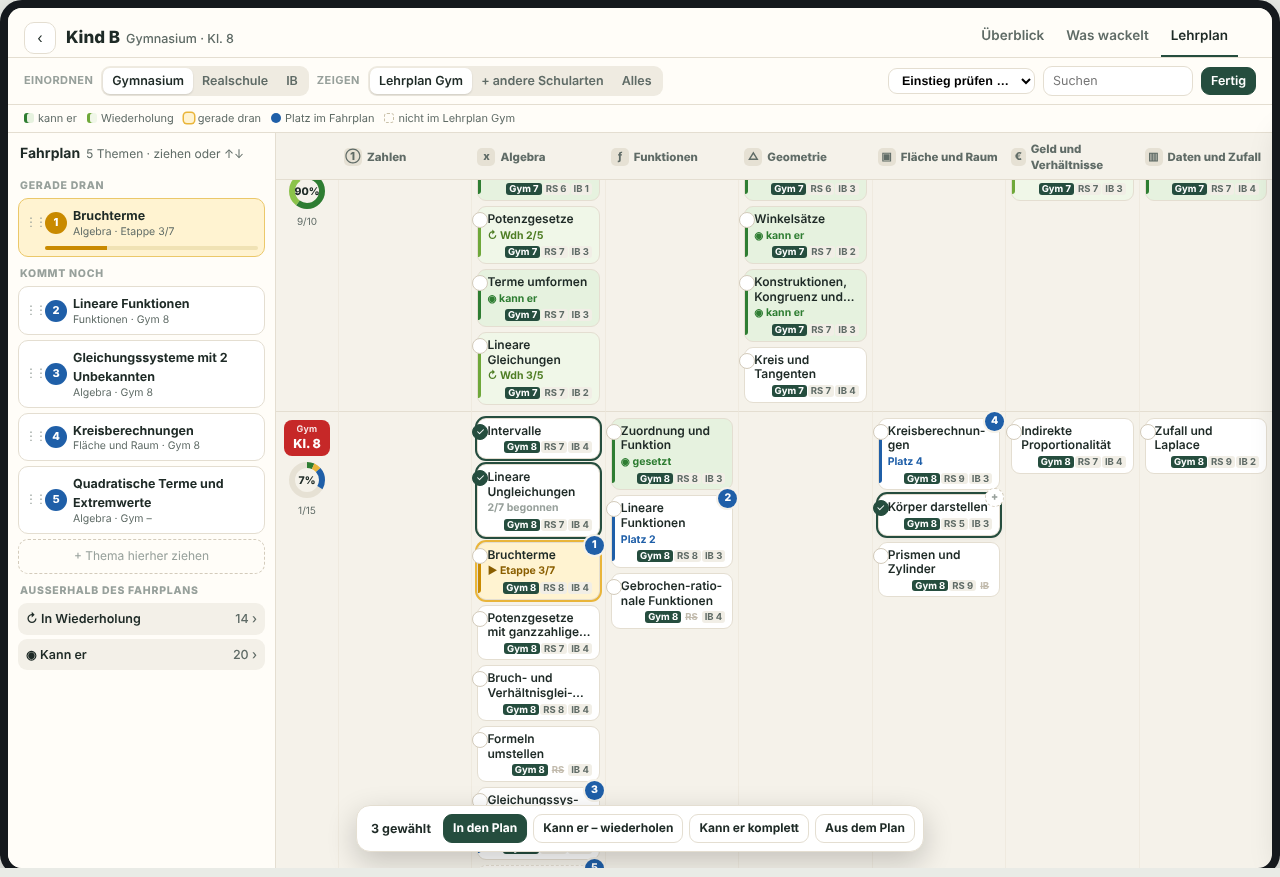 ‹ Kind B Gymnasium · Kl. 8
Überblick Was wackelt Lehrplan
EINORDNEN Gymnasium Realschule IB ZEIGEN Lehrplan Gym + andere Schularten Alles Einstieg prüfen ... Suchen Fertig
kann er Wiederholung gerade dran Platz im Fahrplan nicht im Lehrplan Gym
Fahrplan 5 Themen · ziehen oder ↑↓
GERADE DRAN
1 Bruchterme
Algebra · Etappe 3/7
KOMMT NOCH
2 Lineare Funktionen
Funktionen · Gym 8
3 Gleichungssysteme mit 2
Unbekannten
Algebra · Gym 8
4 Kreisberechnungen
Fläche und Raum · Gym 8
5 Quadratische Terme und
Extremwerte
Algebra · Gym –
+ Thema hierher ziehen
AUSSERHALB DES FAHRPLANS
↻ In Wiederholung 14 ›
◉ Kann er 20 ›
① Zahlen
x Algebra
ƒ Funktionen
△ Geometrie
▣ Fläche und Raum
€ Geld und
Verhältnisse
▥ Daten und Zufall
90%
9/10
Gym 7 RS 6 IB 1
Potenzgesetze
↻ Wdh 2/5
Gym 7 RS 7 IB 3
Terme umformen
◉ kann er
Gym 7 RS 7 IB 3
Lineare
Gleichungen
↻ Wdh 3/5
Gym 7 RS 7 IB 2
Gym 7 RS 6 IB 3
Winkelsätze
◉ kann er
Gym 7 RS 7 IB 2
Konstruktionen,
Kongruenz und...
◉ kann er
Gym 7 RS 7 IB 3
Kreis und
Tangenten
Gym 7 RS 7 IB 4
Gym 7 RS 7 IB 3
Gym 7 RS 7 IB 4
Gym
Kl. 8
7%
1/15
Intervalle
Gym 8 RS 7 IB 4
Lineare
Ungleichungen
2/7 begonnen
Gym 8 RS 7 IB 4
1
Bruchterme
▶ Etappe 3/7
Gym 8 RS 8 IB 4
Potenzgesetze
mit ganzzahlige...
Gym 8 RS 7 IB 4
Bruch- und
Verhältnisglei-...
Gym 8 RS 8 IB 4
Formeln
umstellen
Gym 8 RS IB 4
3
Gleichungssys-
5
Zuordnung und
Funktion
◉ gesetzt
Gym 8 RS 8 IB 3
2
Lineare
Funktionen
Platz 2
Gym 8 RS 8 IB 3
Gebrochen-ratio-
nale Funktionen
Gym 8 RS IB 4
4
Kreisberechnun-
gen
Platz 4
Gym 8 RS 9 IB 3
+
Körper darstellen
Gym 8 RS 5 IB 3
Prismen und
Zylinder
Gym 8 RS 9 IB
Indirekte
Proportionalität
Gym 8 RS 7 IB 4
Zufall und
Laplace
Gym 8 RS 9 IB 2
3 gewählt In den Plan Kann er – wiederholen Kann er komplett Aus dem Plan